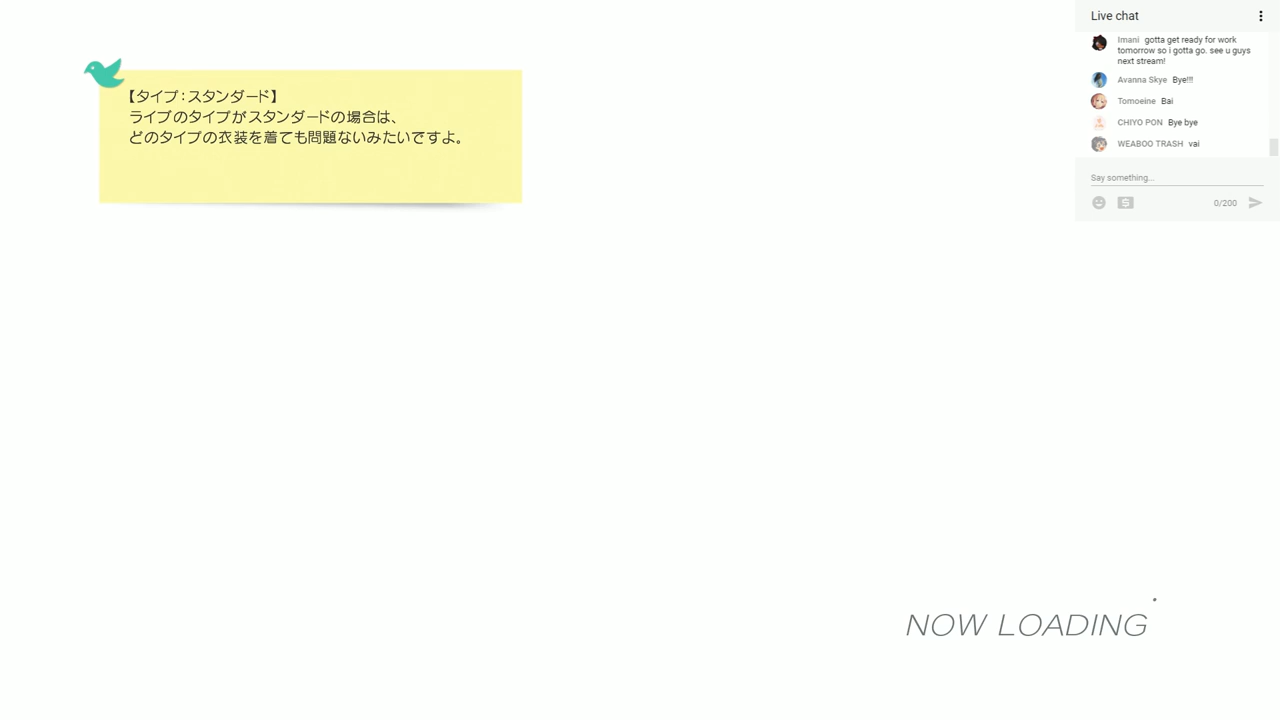 【タイプ：スタンダード】
ライブのタイプがスタンダードの場合は、
どのタイプの衣装を着ても問題ないみたいですよ。
Live chat
Imani gotta get ready for work
tomorrow so i gotta go. see u guys
next stream!
Avanna Skye Bye!!!
Tomoeine Bai
CHIYO PON Bye bye
WEABOO TRASH vai
Say something...
0/200
NOW LOADING